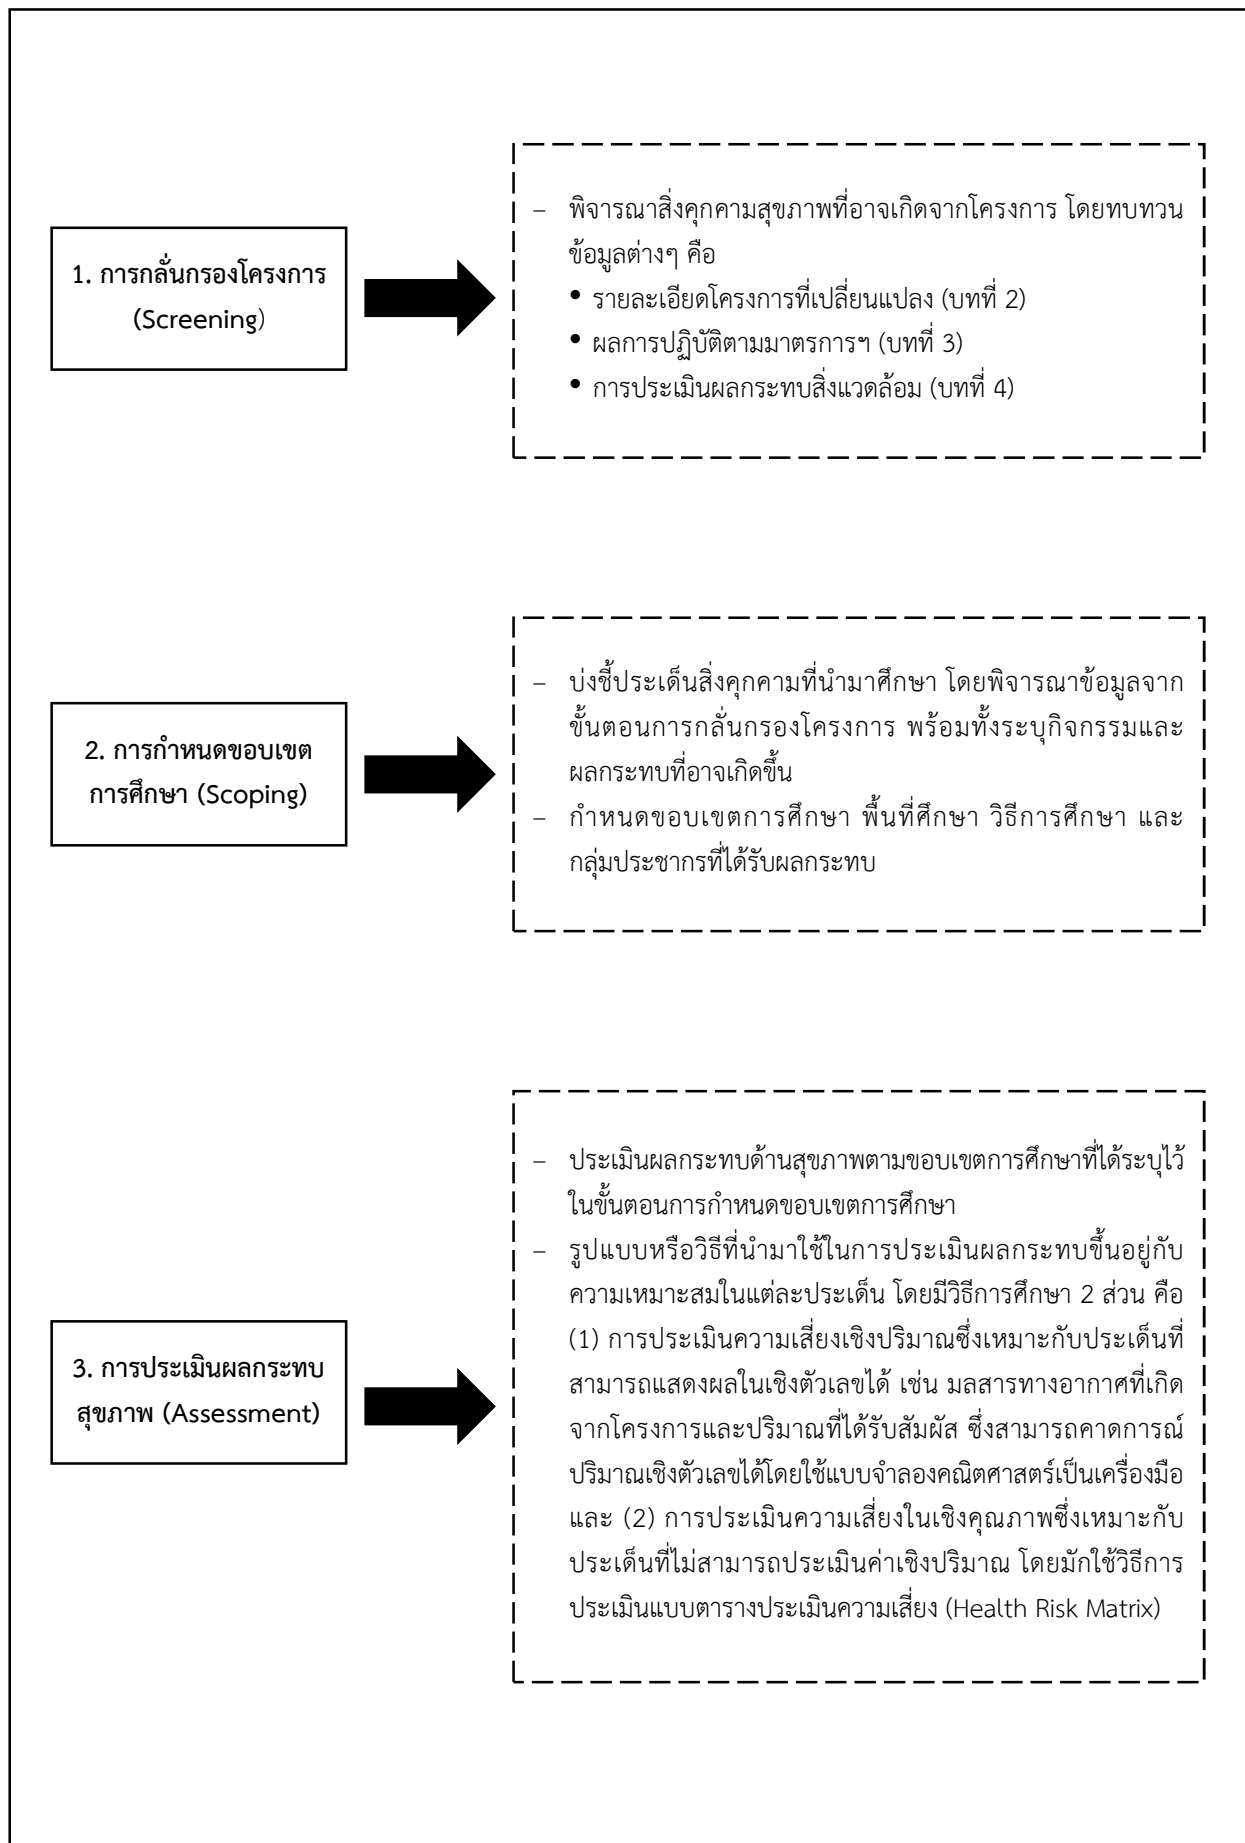 1. การกลั่นกรองโครงการ
(Screening)
– พิจารณาสิ่งคุกคามสุขภาพที่อาจเกิดจากโครงการ โดยทบทวน
ข้อมูลต่างๆ คือ
• รายละเอียดโครงการที่เปลี่ยนแปลง (บทที่ 2)
• ผลการปฏิบัติตามมาตรการฯ (บทที่ 3)
• การประเมินผลกระทบสิ่งแวดล้อม (บทที่ 4)
2. การกำหนดขอบเขต
การศึกษา (Scoping)
– บ่งชี้ประเด็นสิ่งคุกคามที่นำมาศึกษา โดยพิจารณาข้อมูลจาก
ขั้นตอนการกลั่นกรองโครงการ พร้อมทั้งระบุกิจกรรมและ
ผลกระทบที่อาจเกิดขึ้น
– กำหนดขอบเขตการศึกษา พื้นที่ศึกษา วิธีการศึกษา และ
กลุ่มประชากรที่ได้รับผลกระทบ
3. การประเมินผลกระทบ
สุขภาพ (Assessment)
– ประเมินผลกระทบด้านสุขภาพตามขอบเขตการศึกษาที่ได้ระบุไว้
ในขั้นตอนการกำหนดขอบเขตการศึกษา
– รูปแบบหรือวิธีที่นำมาใช้ในการประเมินผลกระทบขึ้นอยู่กับ
ความเหมาะสมในแต่ละประเด็น โดยมีวิธีการศึกษา 2 ส่วน คือ
(1) การประเมินความเสี่ยงเชิงปริมาณซึ่งเหมาะกับประเด็นที่
สามารถแสดงผลในเชิงตัวเลขได้ เช่น มลสารทางอากาศที่เกิด
จากโครงการและปริมาณที่ได้รับสัมผัส ซึ่งสามารถคาดการณ์
ปริมาณเชิงตัวเลขได้โดยใช้แบบจำลองคณิตศาสตร์เป็นเครื่องมือ
และ (2) การประเมินความเสี่ยงในเชิงคุณภาพซึ่งเหมาะกับ
ประเด็นที่ไม่สามารถประเมินค่าเชิงปริมาณ โดยมักใช้วิธีการ
ประเมินแบบตารางประเมินความเสี่ยง (Health Risk Matrix)